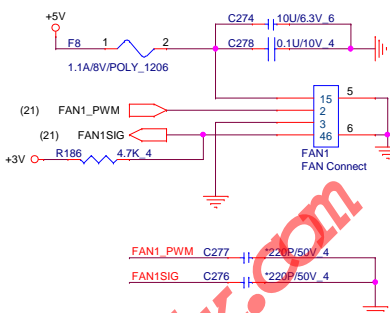 +5V
C274 10U/6.3V_6
F8 1 2
C278 0.1U/10V_4
1.1A/8V/POLY_1206
(21) FAN1_PWM
(21) FAN1SIG
15 5
2
3
46 6
+3V R186 4.7K_4
FAN1
FAN Connect
FAN1_PWM C277 *220P/50V_4
FAN1SIG C276 *220P/50V_4
.com